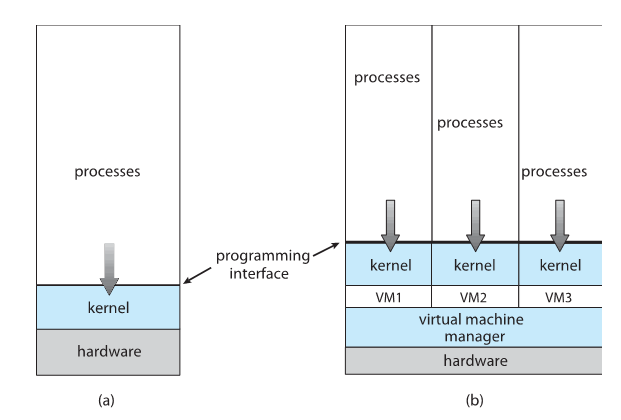 processes
kernel
hardware
(a)
programming
interface
processes
processes
processes
kernel
kernel
kernel
VM1
VM2
VM3
virtual machine
manager
hardware
(b)